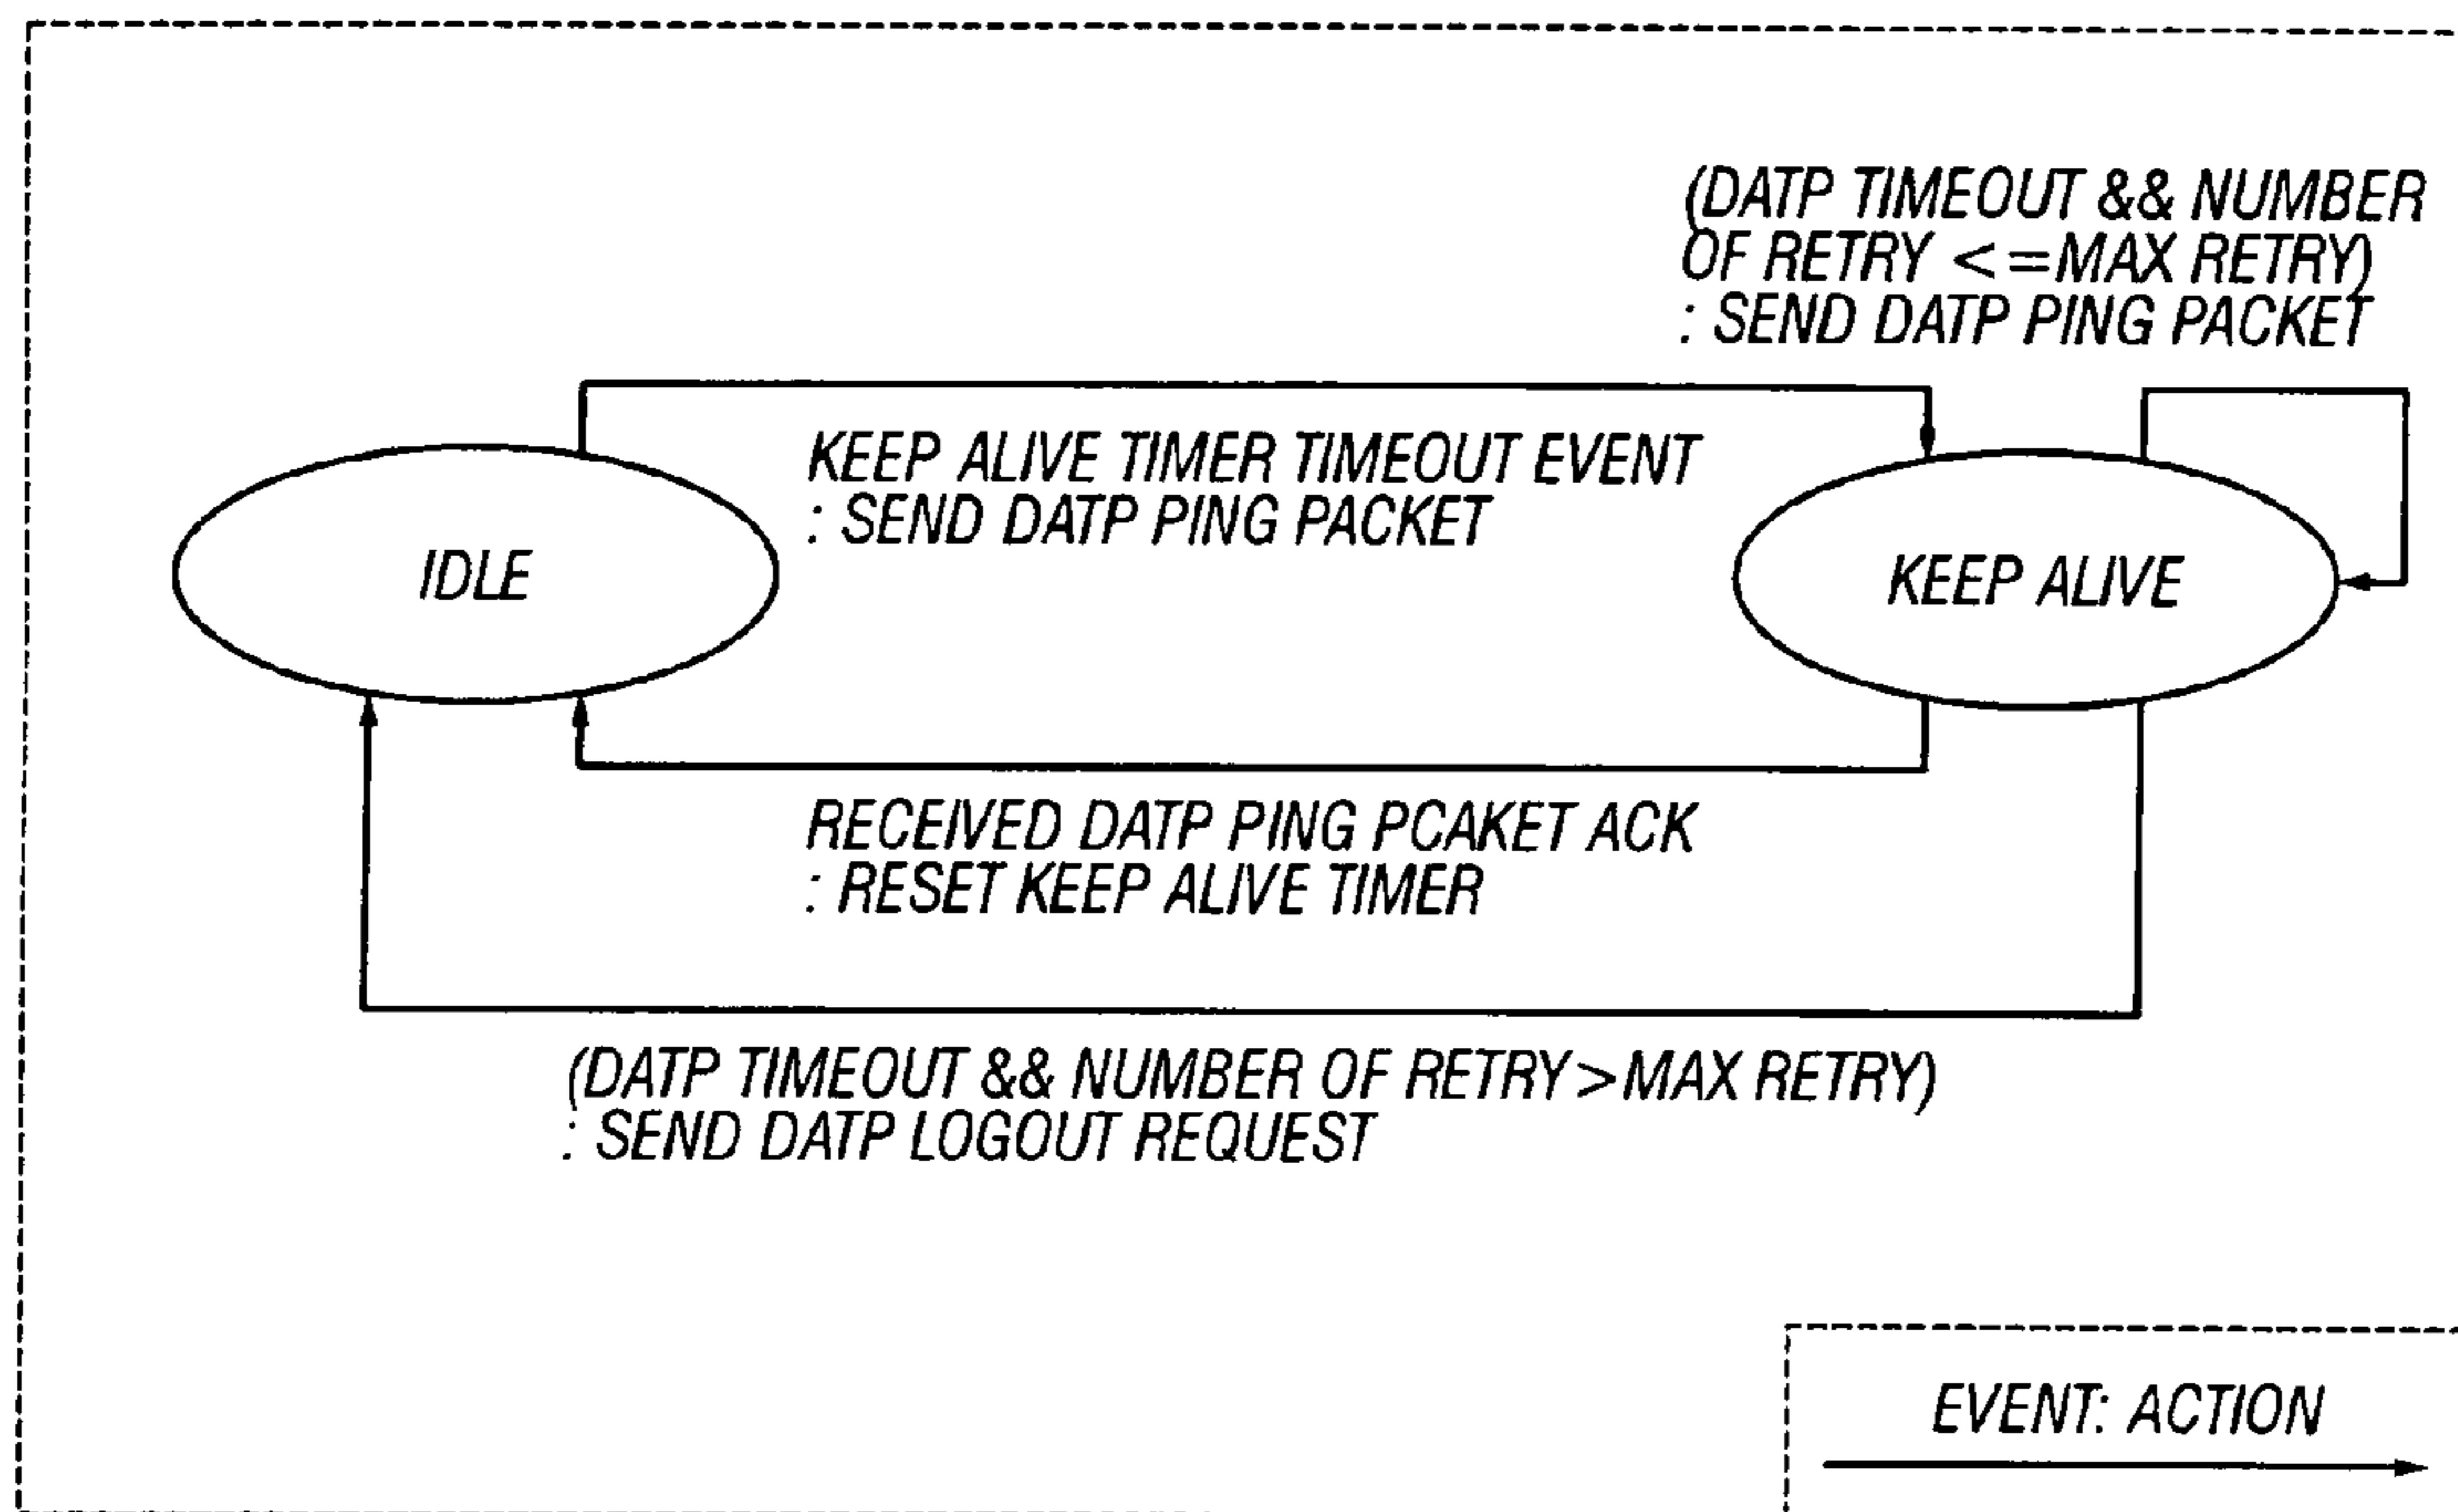 (DATP TIMEOUT && NUMBER
OF RETRY <=MAX RETRY)
: SEND DATP PING PACKET
KEEP ALIVE TIMER TIMEOUT EVENT
: SEND DATP PING PACKET
IDLE
KEEP ALIVE
RECEIVED DATP PING PCAKET ACK
: RESET KEEP ALIVE TIMER
(DATP TIMEOUT && NUMBER OF RETRY>MAX RETRY)
: SEND DATP LOGOUT REQUEST
EVENT: ACTION